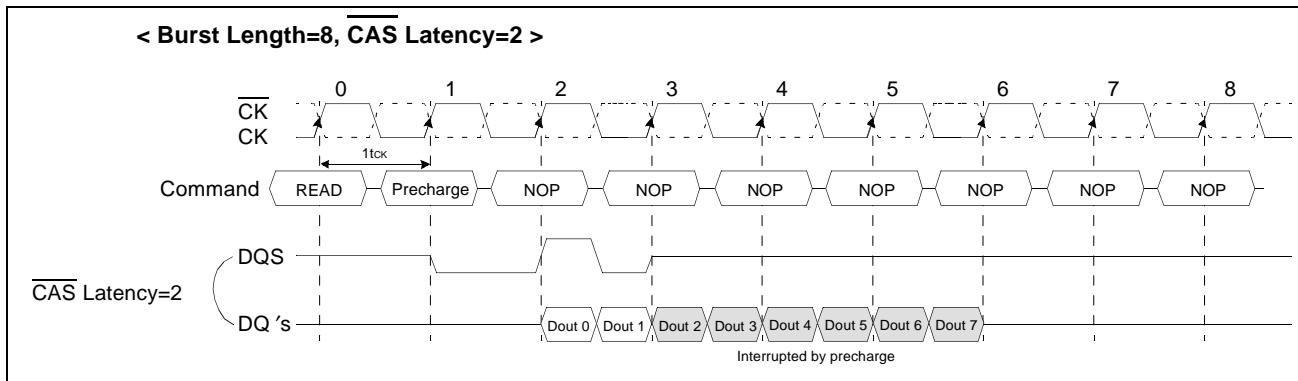 < Burst Length=8, CAS Latency=2 >
0 1 2 3 4 5 6 7 8
CK
CK
1tCK
Command READ Precharge NOP NOP NOP NOP NOP NOP NOP
DQS
CAS Latency=2
DQ 's Dout 0 Dout 1 Dout 2 Dout 3 Dout 4 Dout 5 Dout 6 Dout 7
Interrupted by precharge